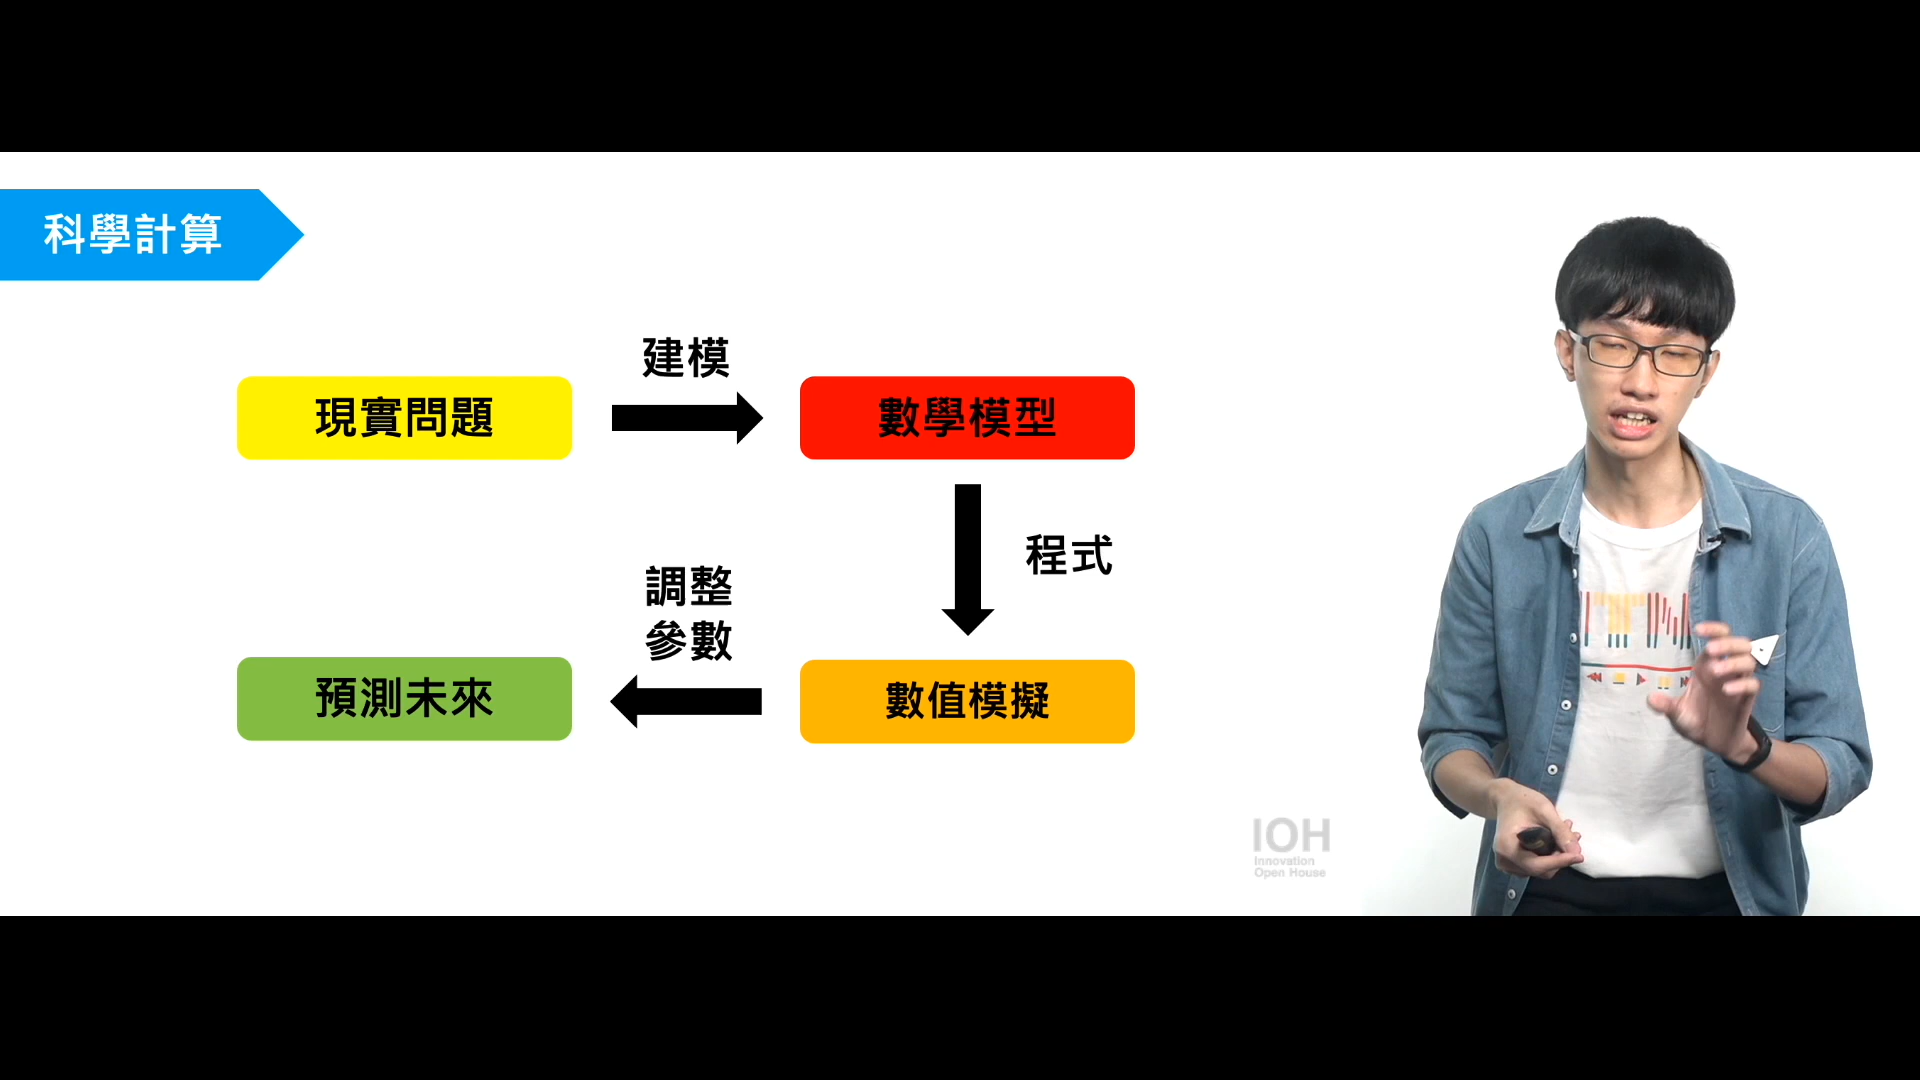 科學計算
建模
現實問題
數學模型
程式
調整
參數
預測未來
數值模擬
IOH
Innovation
Open House